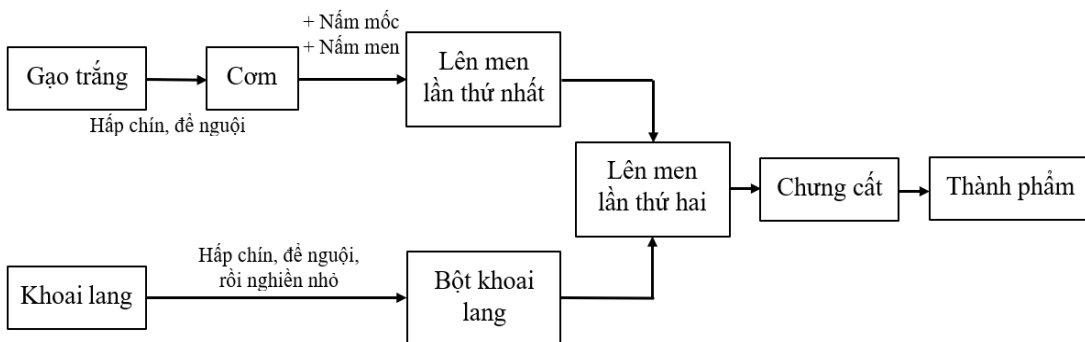 Gạo trắng
Cơm
+ Nấm mốc
+ Nấm men
Hấp chín, để nguội
Lên men
lần thứ nhất
Lên men
lần thứ hai
Chưng cất
Thành phẩm
Khoai lang
Hấp chín, để nguội,
rồi nghiền nhỏ
Bột khoai
lang